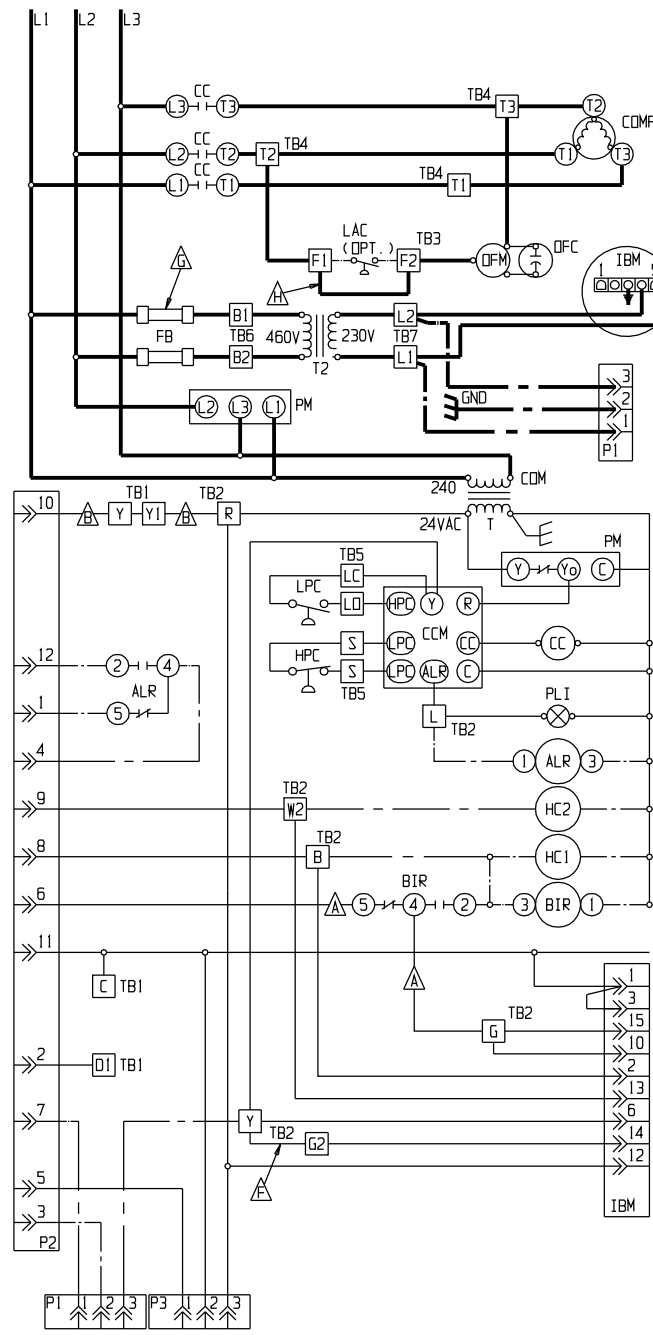 L1 L2 L3
CC
L3 T3 TB4 T3 T2
CC COMP
L2 T2 T2 TB4 T1 T3
CC
L1 T1 TB4 T1
LAC
(OPT.) TB3
G F1 F2 OFM OFC IBM
H 1 5
B1 L2
FB TB6 460V 230V TB7
B2 T2 L1
3
GND 2
L2 L3 L1 PM 1
P1
240 COM
10 TB1 TB2
B Y Y1 B R 24VAC T
PM
Y Yo C
TB5
LPC LC
LO HPC Y R
CCM
12 HPC S LPC CC CC
2 4 S LPC ALR C
1 ALR TB5 PLI
5 L
4 TB2
1 ALR 3
9 TB2
W2 HC2
8 TB2
B HC1
6 BIR
A 5 4 2 3 BIR 1
11
C TB1 A 1
3
TB2 15
G 10
2 D1 TB1 2
13
7 Y 6
TB2 G2 14
12
5 F
3 IBM
P2
P1 1 2 3 P3 1 2 3